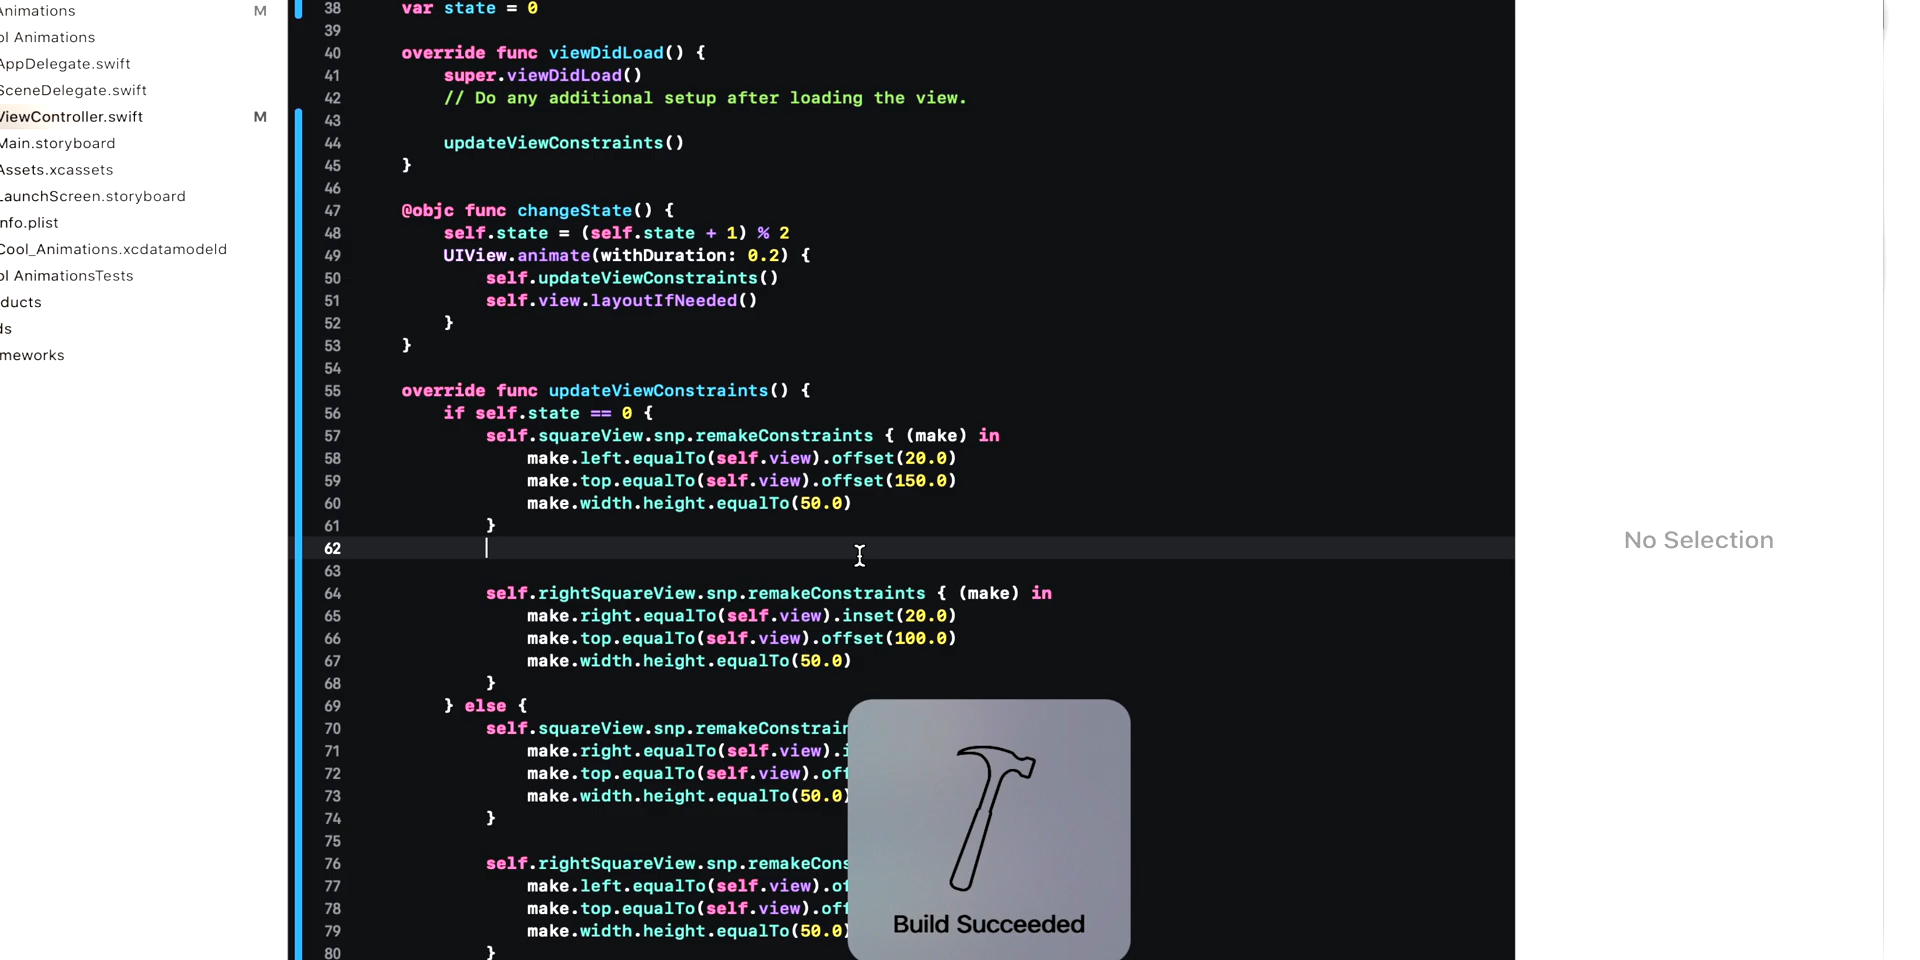 Animations M
ol Animations
AppDelegate.swift
SceneDelegate.swift
ViewController.swift M
Main.storyboard
Assets.xcassets
LaunchScreen.storyboard
nfo.plist
Cool_Animations.xcdatamodeld
ol AnimationsTests
ducts
ds
meworks
38 var state = 0
39
40 override func viewDidLoad() {
41 super.viewDidLoad()
42 // Do any additional setup after loading the view.
43
44 updateViewConstraints()
45 }
46
47 @objc func changeState() {
48 self.state = (self.state + 1) % 2
49 UIView.animate(withDuration: 0.2) {
50 self.updateViewConstraints()
51 self.view.layoutIfNeeded()
52 }
53 }
54
55 override func updateViewConstraints() {
56 if self.state == 0 {
57 self.squareView.snp.remakeConstraints { (make) in
58 make.left.equalTo(self.view).offset(20.0)
59 make.top.equalTo(self.view).offset(150.0)
60 make.width.height.equalTo(50.0)
61 }
62
63
64 self.rightSquareView.snp.remakeConstraints { (make) in
65 make.right.equalTo(self.view).inset(20.0)
66 make.top.equalTo(self.view).offset(100.0)
67 make.width.height.equalTo(50.0)
68 }
69 } else {
70 self.squareView.snp.remakeConstrain
71 make.right.equalTo(self.view).i
72 make.top.equalTo(self.view).off
73 make.width.height.equalTo(50.0)
74 }
75
76 self.rightSquareView.snp.remakeCons
77 make.left.equalTo(self.view).of
78 make.top.equalTo(self.view).off
79 make.width.height.equalTo(50.0)
80 }
Build Succeeded
No Selection